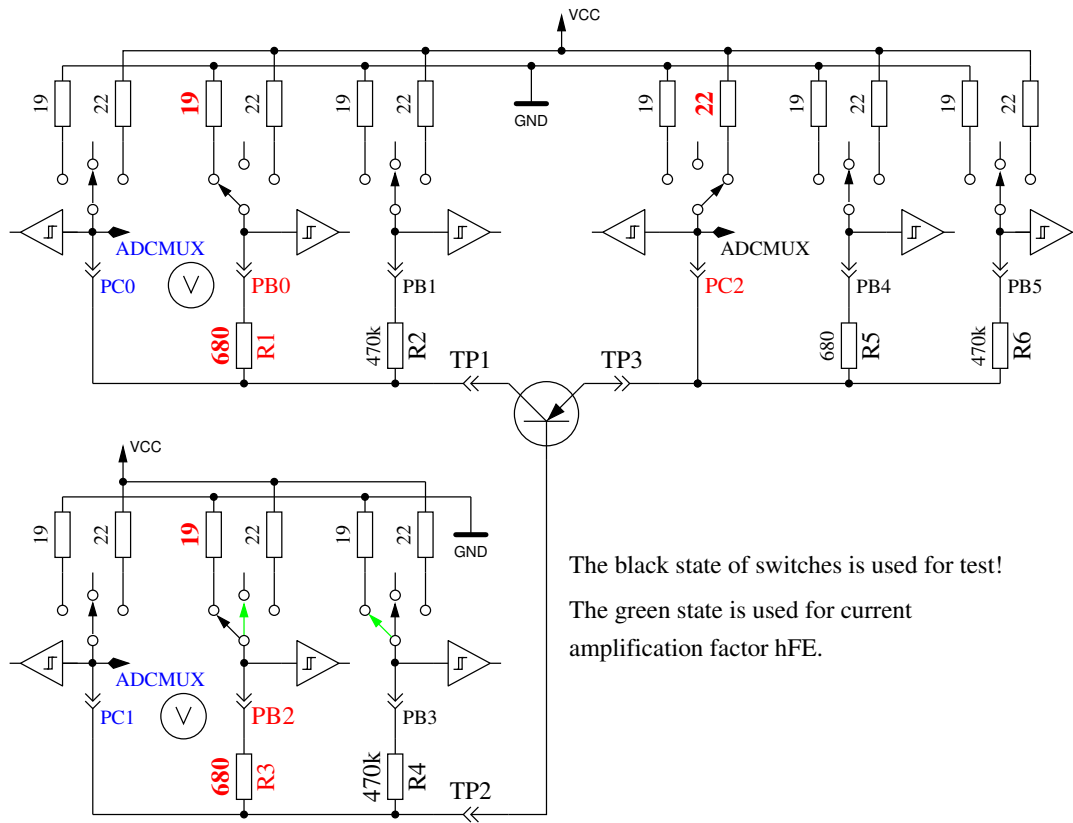 VCC
19
22
19
22
19
22
GND
19
22
19
22
19
22
ADCMUX
ADCMUX
PC0
V
PB0
PB1
PC2
PB4
PB5
680
R1
470k
R2
680
R5
470k
R6
TP1
TP3
VCC
19
22
19
22
19
22
GND
The black state of switches is used for test!
The green state is used for current
amplification factor hFE.
ADCMUX
PC1
V
PB2
PB3
680
R3
470k
R4
TP2